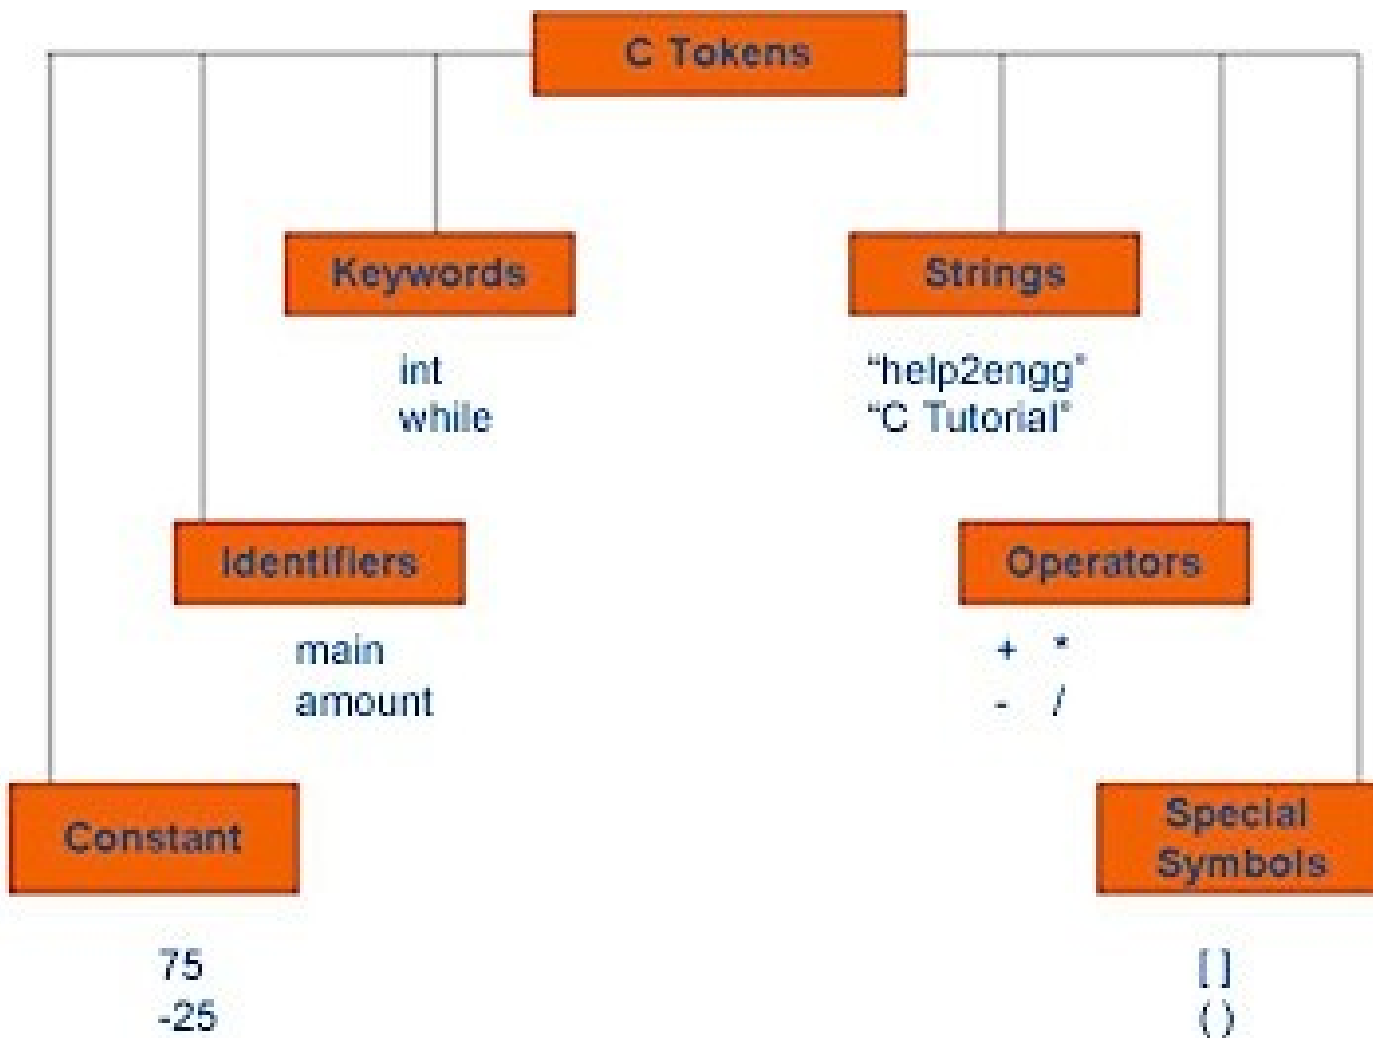 C Tokens
Keywords
int
while
Strings
“help2engg”
“C Tutorial”
Identifiers
main
amount
Operators
+ *
- /
Constant
75
-25
Special
Symbols
[ ]
( )